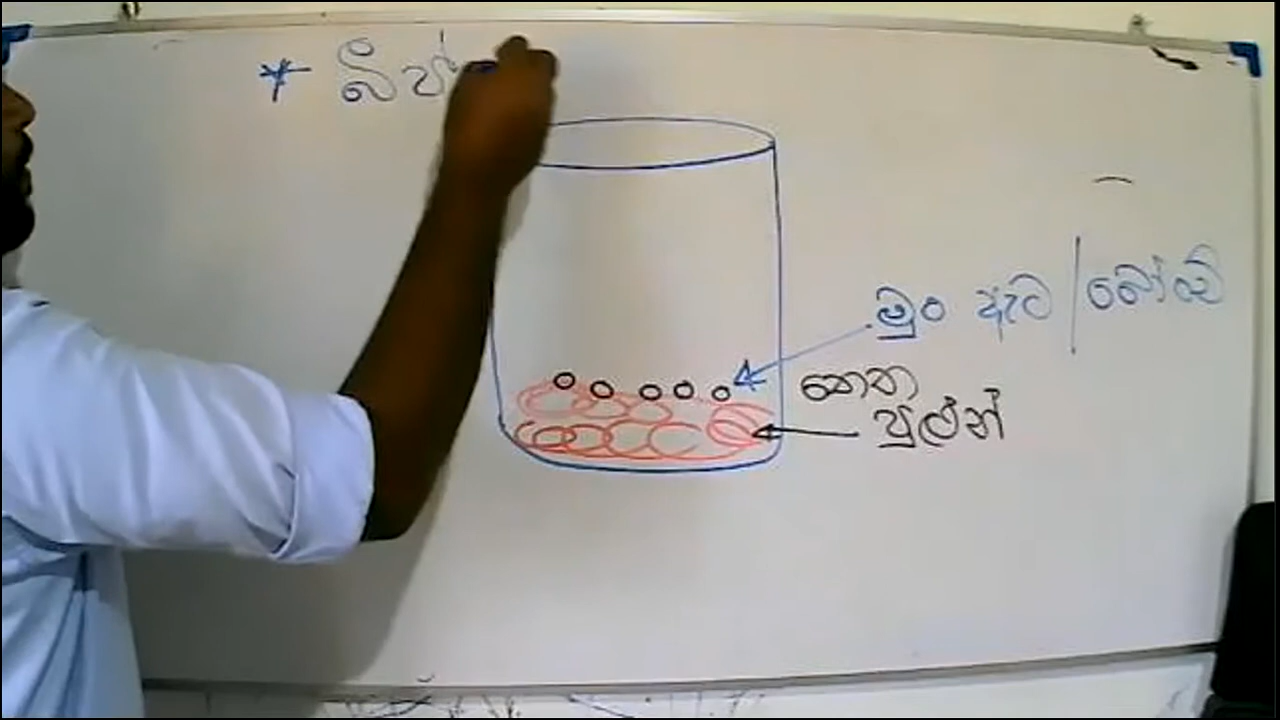 * බීජ
මුං ඇට / බෝංචි
තෙත
පුළුන්